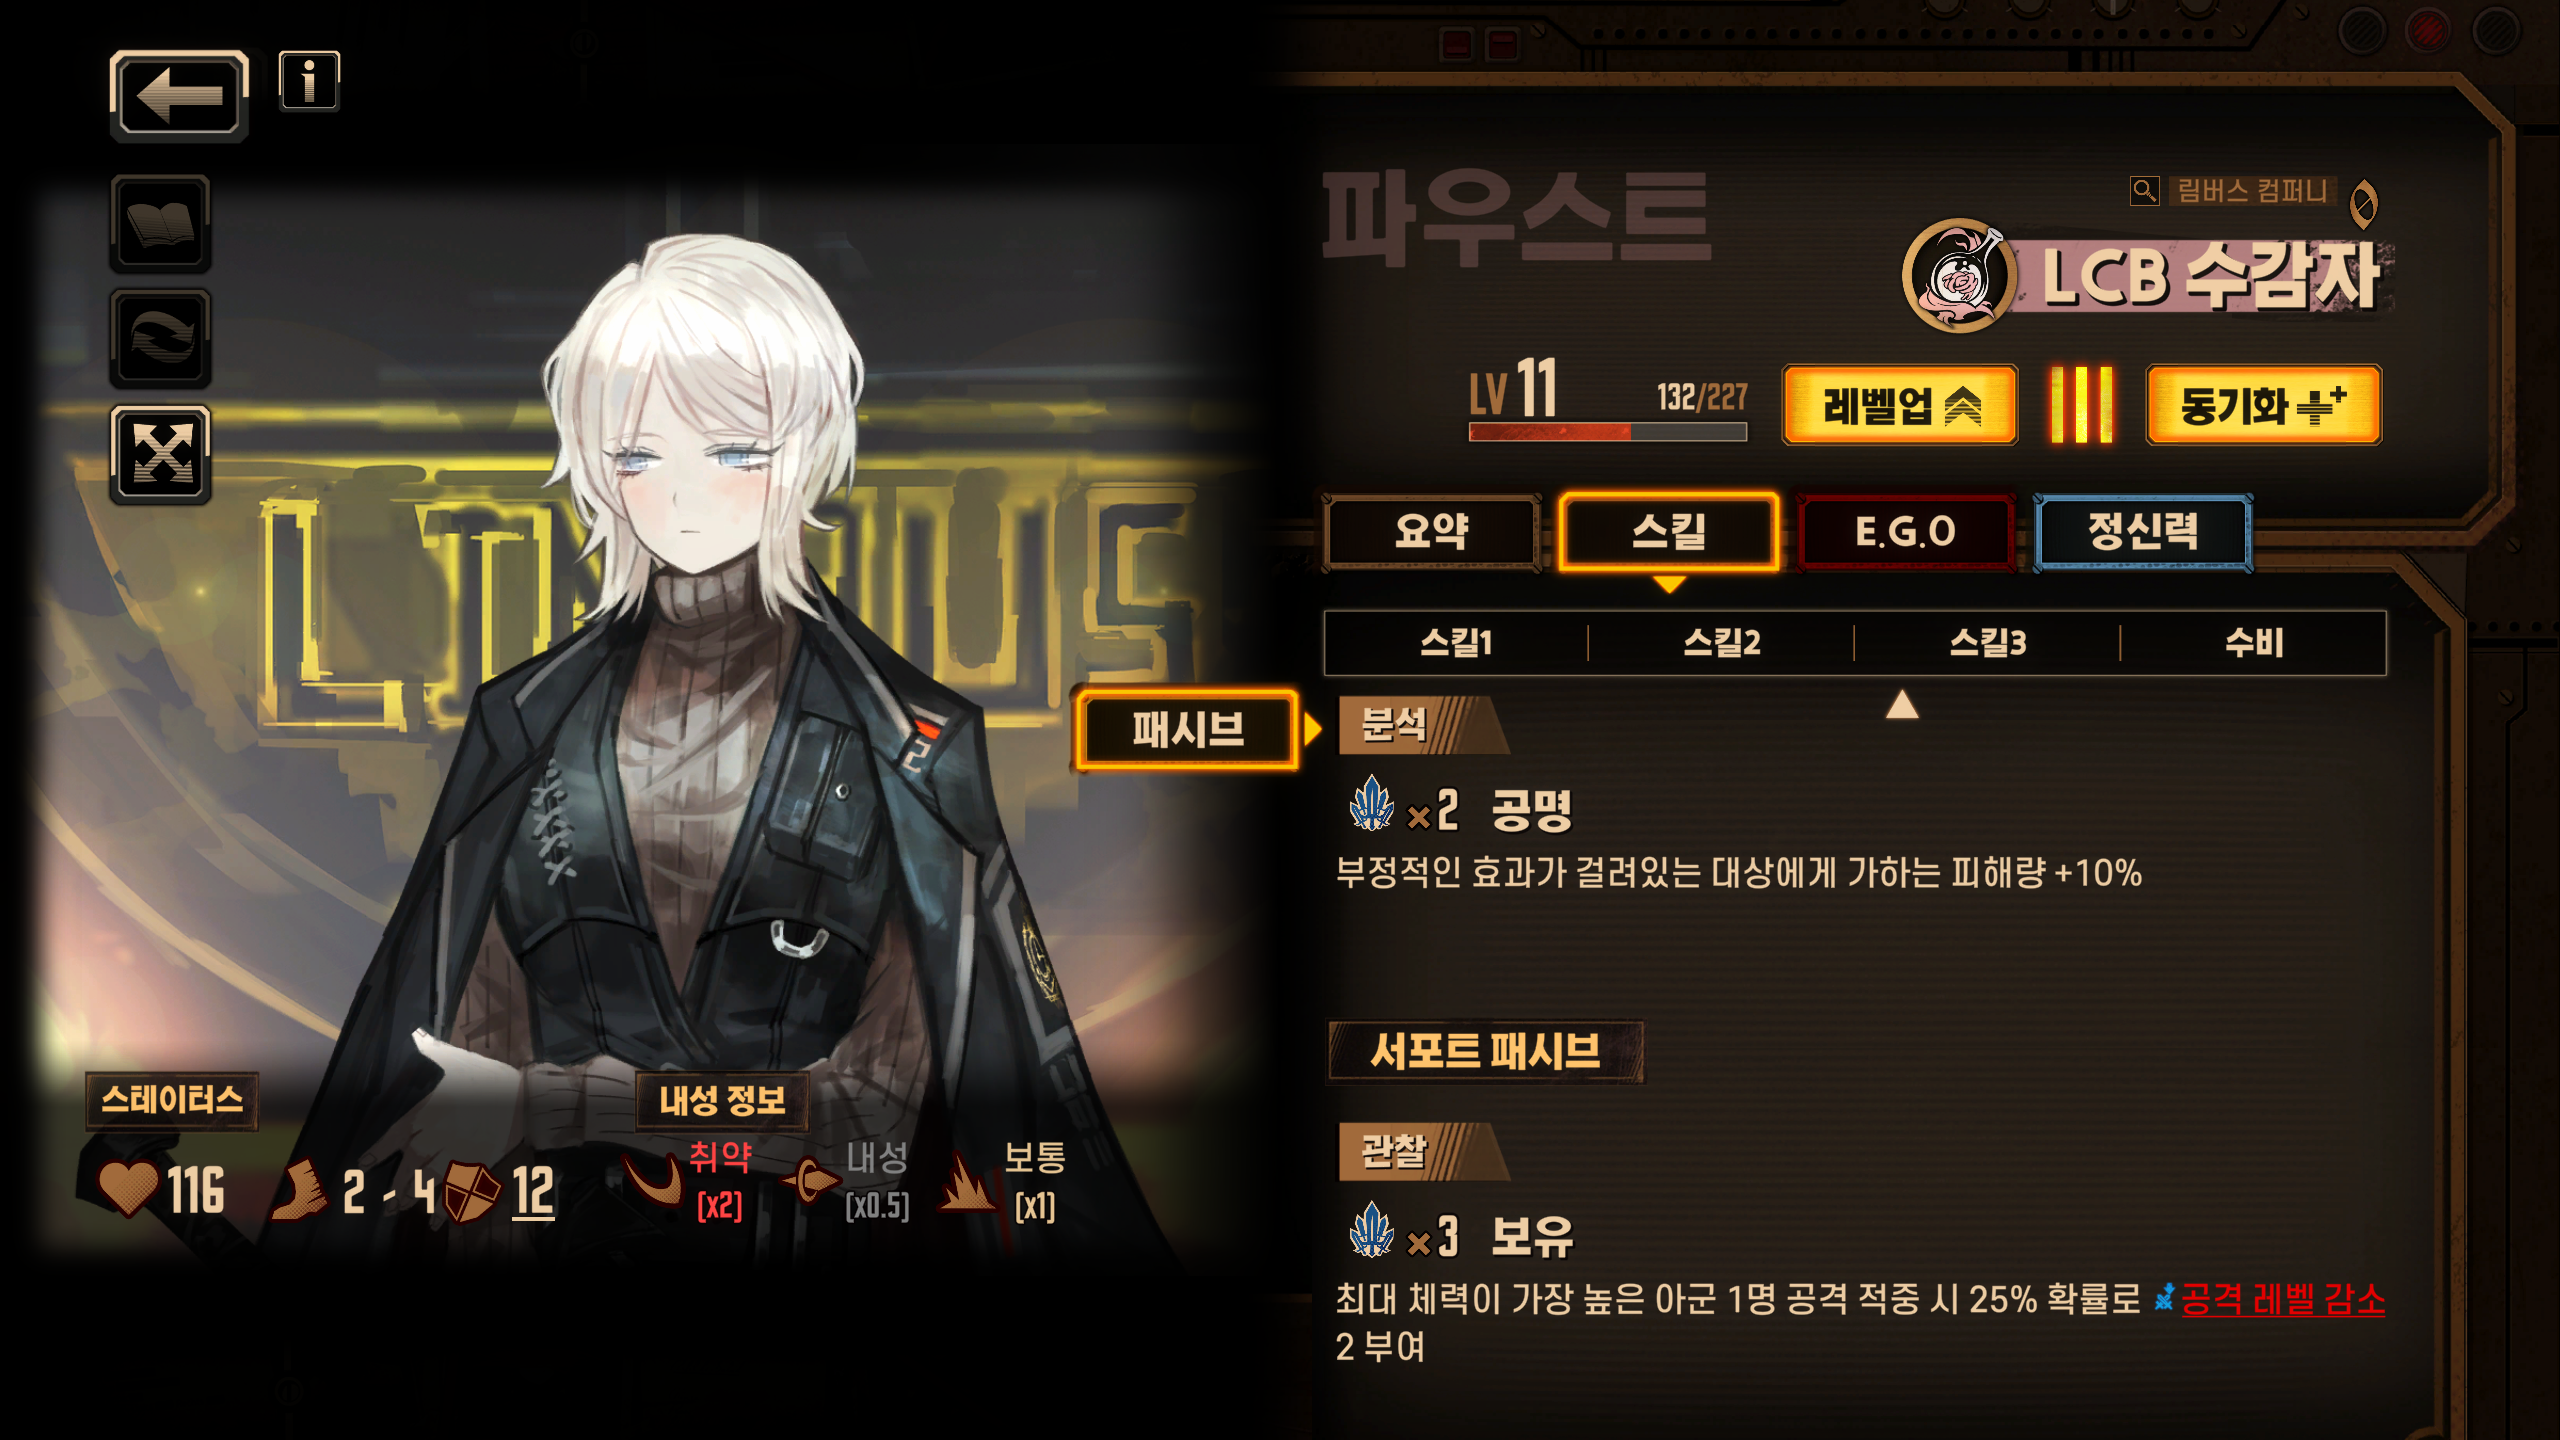 파우스트
림버스 컴퍼니
LCB 수감자
LV 11
132/227
레벨업
동기화
요약
스킬
E.G.O
정신력
스킬1
스킬2
스킬3
수비
패시브
분석
×2 공명
부정적인 효과가 걸려있는 대상에게 가하는 피해량 +10%
서포트 패시브
관찰
×3 보유
최대 체력이 가장 높은 아군 1명 공격 적중 시 25% 확률로 공격 레벨 감소
2 부여
스테이터스
116
2 - 4
12
내성 정보
취약
[x2]
내성
[x0.5]
보통
[x1]
2